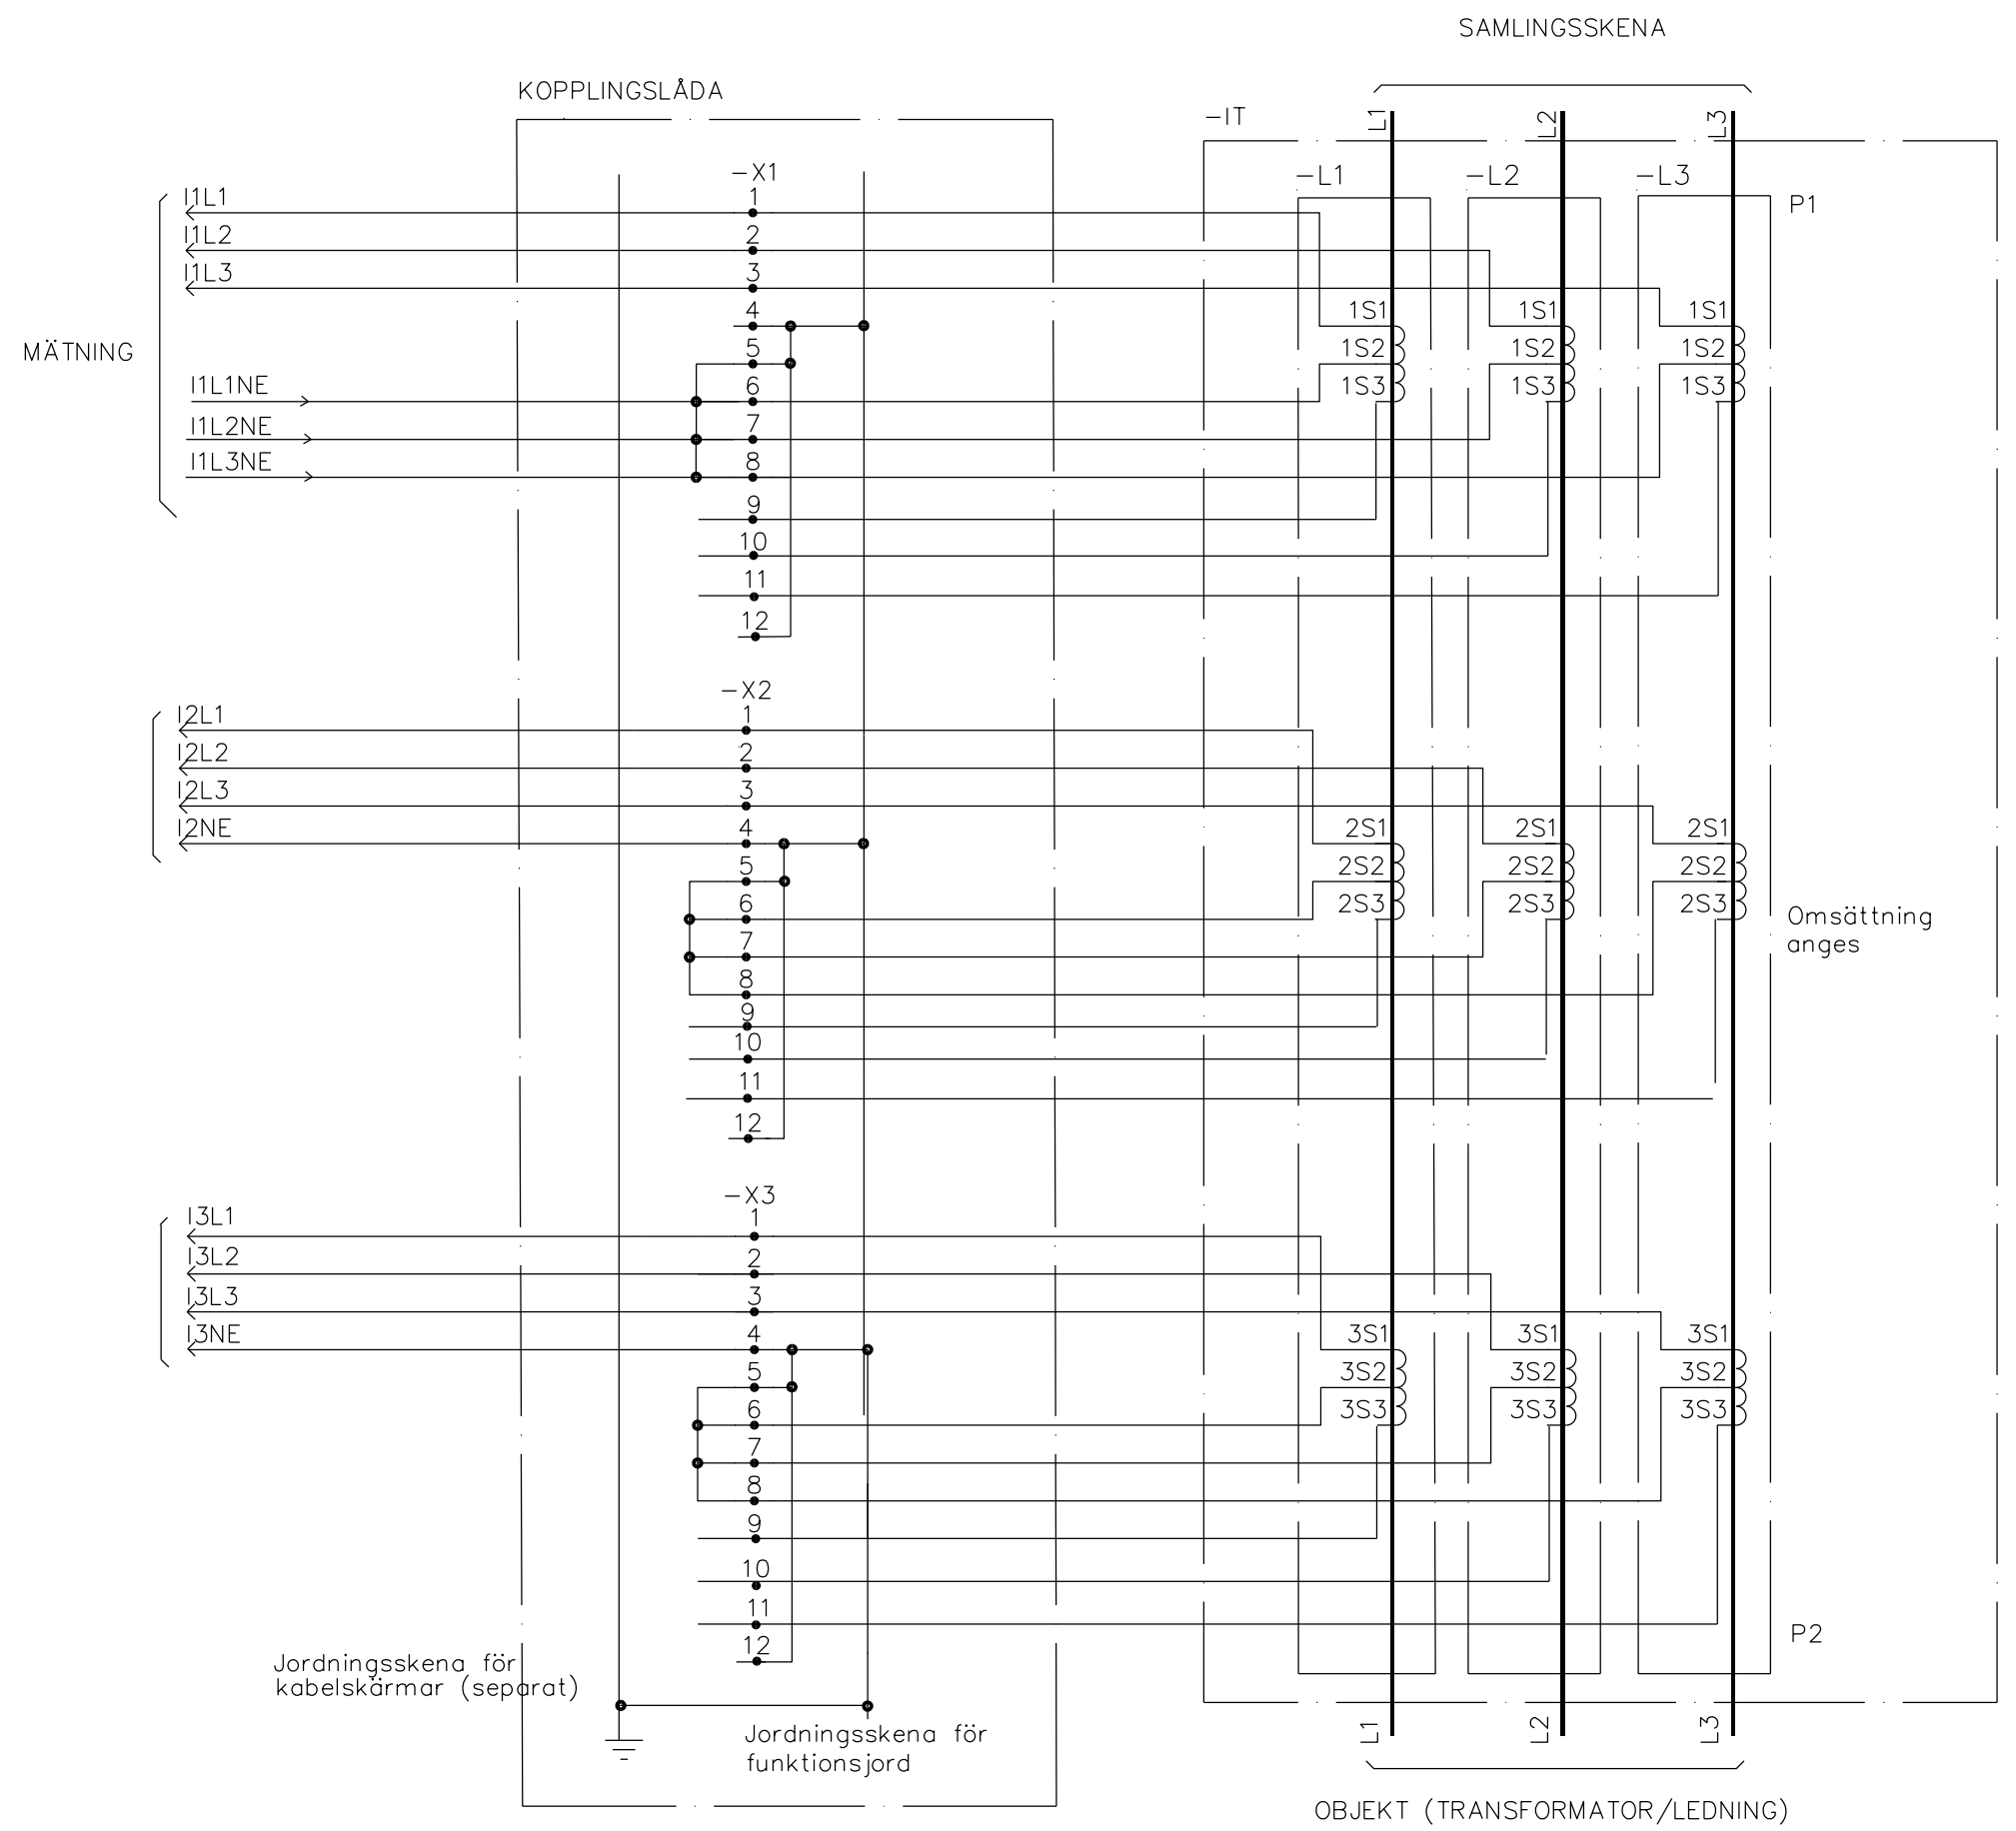 SAMLINGSSKENA
KOPPLINGSLÅDA
-IT
L1
L2
L3
-X1
-L1
-L2
-L3
P1
I1L1
1
I1L2
2
I1L3
3
4
1S1
1S1
1S1
MÄTNING
5
1S2
1S2
1S2
I1L1NE
6
1S3
1S3
1S3
I1L2NE
7
I1L3NE
8
9
10
11
12
-X2
I2L1
1
I2L2
2
I2L3
3
I2NE
4
2S1
2S1
2S1
5
2S2
2S2
2S2
6
2S3
2S3
2S3
Omsättning
anges
7
8
9
10
11
12
-X3
I3L1
1
I3L2
2
I3L3
3
I3NE
4
3S1
3S1
3S1
5
3S2
3S2
3S2
6
3S3
3S3
3S3
7
8
9
10
11
12
P2
Jordningsskena för
kabelskärmar (separat)
Jordningsskena för
funktionsjord
L1
L2
L3
OBJEKT (TRANSFORMATOR/LEDNING)